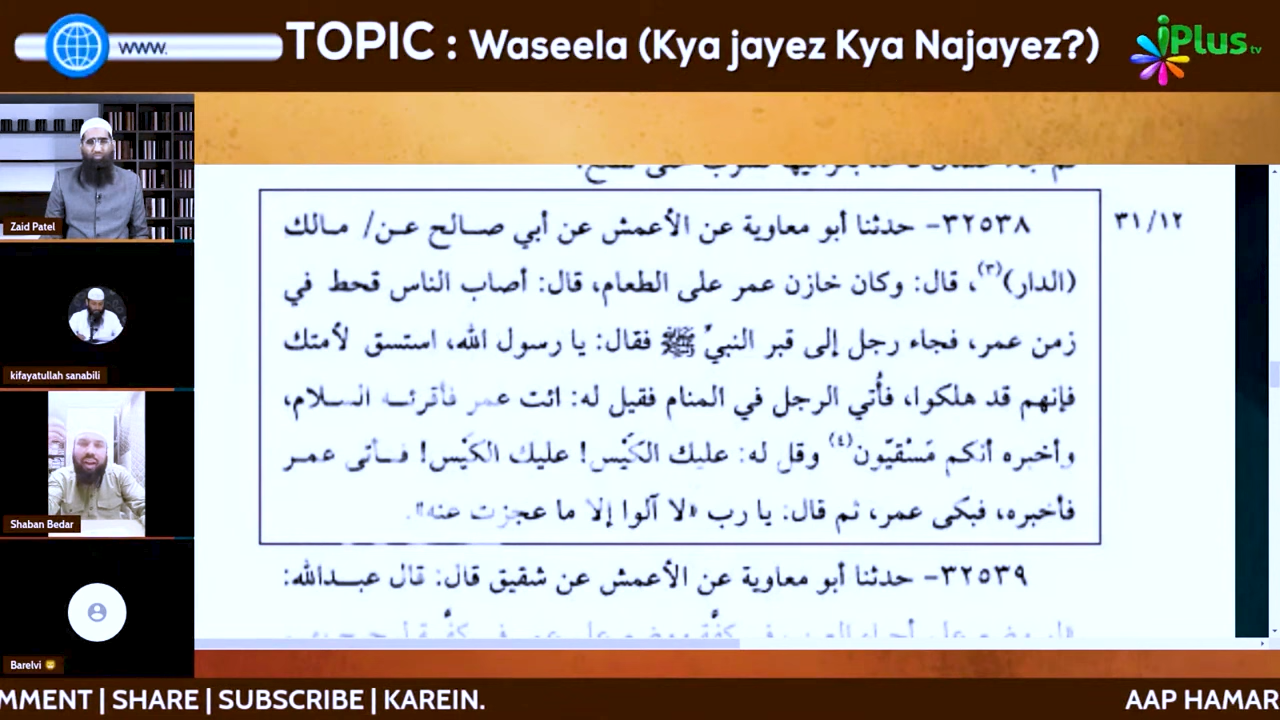 www.
TOPIC : Waseela (Kya jayez Kya Najayez?)
iPlus tv
Zaid Patel
kifayatullah sanabili
Shaban Bedar
Barelvi
٣١/١٢
٣٢٥٣٨- حدثنا أبو معاوية عن الأعمش عن أبي صالح عن/ مالك
(الدار)(٣)، قال: وكان خازن عمر على الطعام، قال: أصاب الناس قحط في
زمن عمر، فجاء رجل إلى قبر النبيِّ ﷺ فقال: يا رسول الله، استسق لأمتك
فإنهم قد هلكوا، فأُتي الرجل في المنام فقيل له: ائت عمر فأقرئه السلام،
وأخبره أنكم مَسْقيّون(٤) وقل له: عليك الكَيْس! عليك الكَيْس! فأتى عمر
فأخبره، فبكى عمر، ثم قال: يا رب «لا آلوا إلا ما عجزت عنه».
٣٢٥٣٩- حدثنا أبو معاوية عن الأعمش عن شقيق قال: قال عبدالله:
MMENT | SHARE | SUBSCRIBE | KAREIN.
AAP HAMAR